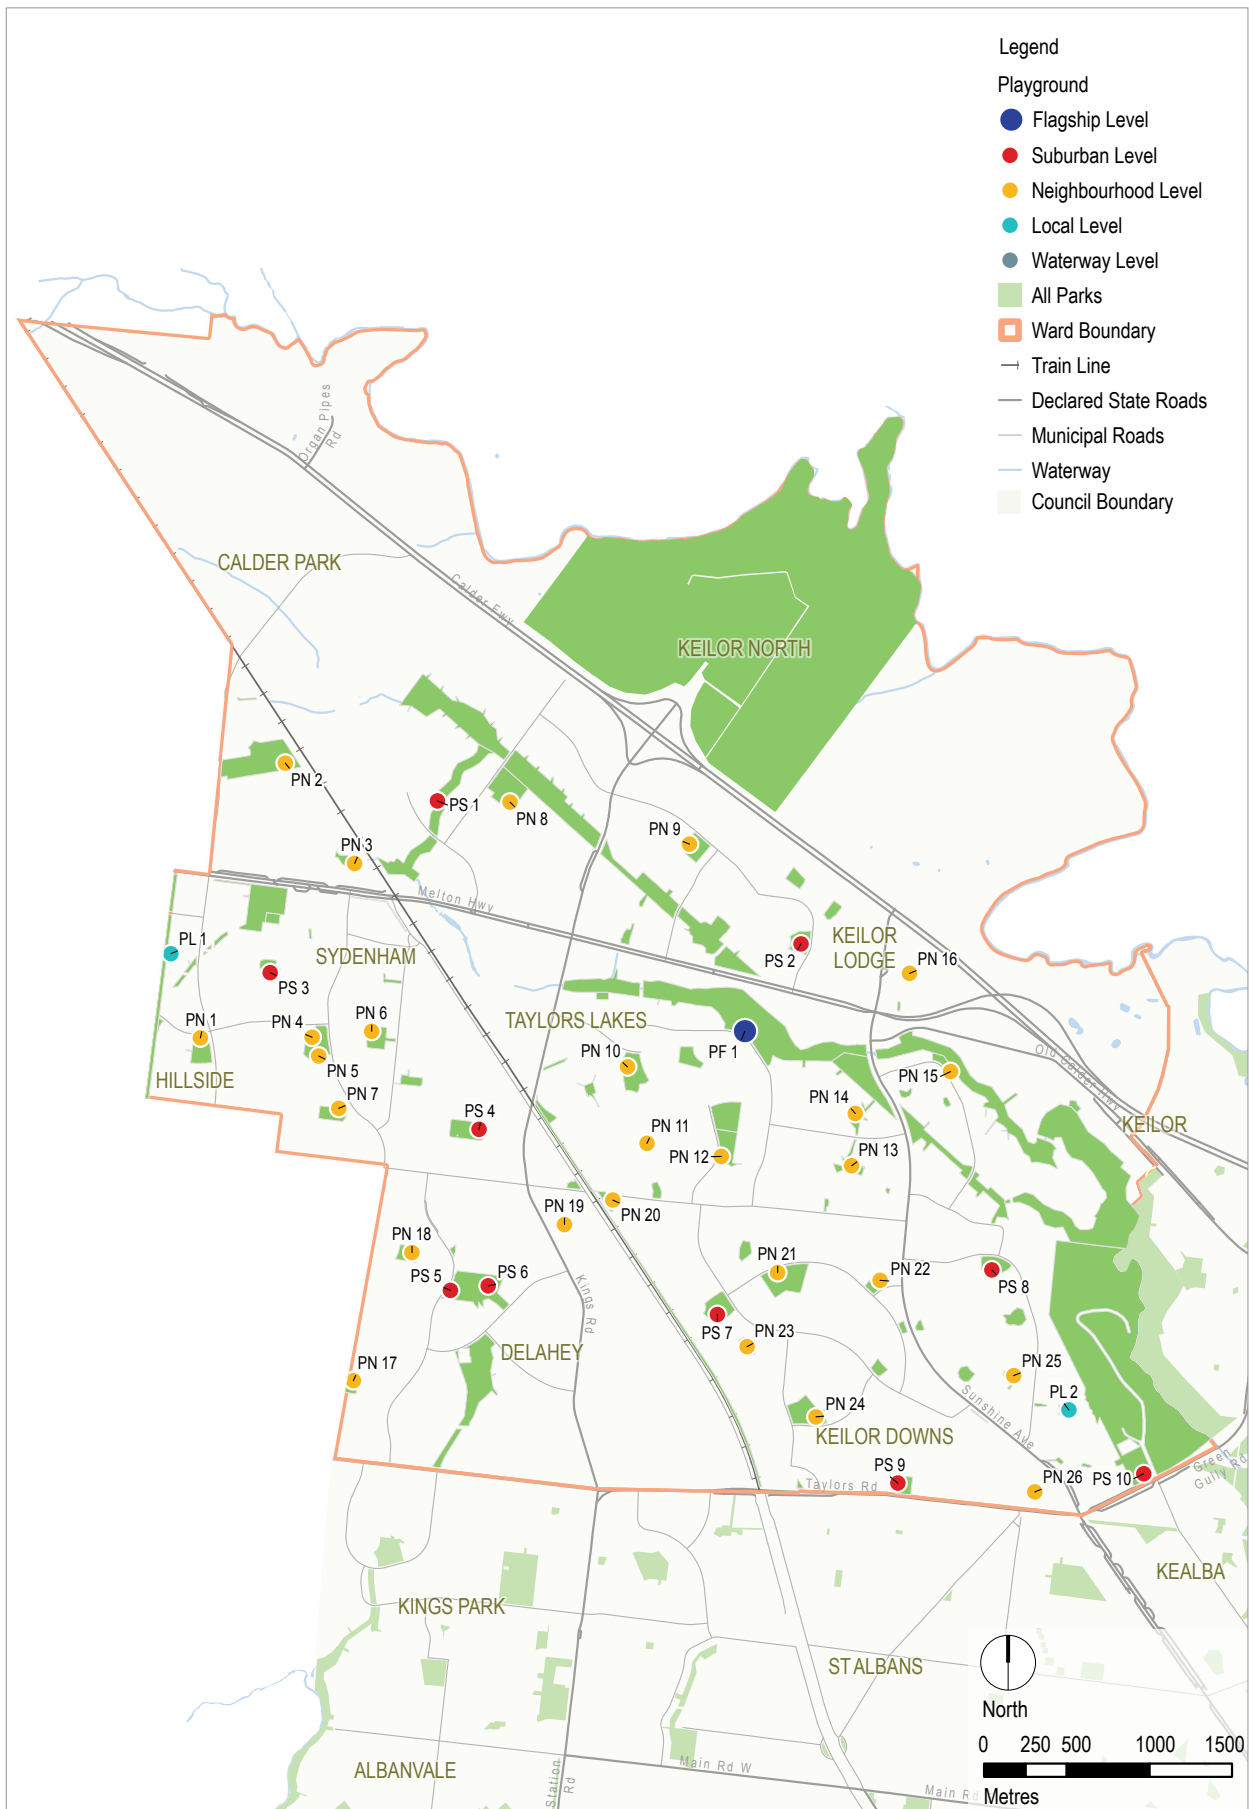 Legend
Playground
Flagship Level
Suburban Level
Neighbourhood Level
Local Level
Waterway Level
All Parks
Ward Boundary
Train Line
Declared State Roads
Municipal Roads
Waterway
Council Boundary
Organ Pipes
Rd
CALDER PARK
Calder Fwy
KEILOR NORTH
PN 2
PS 1
PN 8
PN 9
PN 3
Melton Hwy
PL 1
SYDENHAM
PS 3
PS 2
KEILOR
LODGE
PN 16
PN 1
PN 4
PN 6
PN 5
TAYLORS LAKES
PF 1
PN 10
Old Calder Hwy
HILLSIDE
PN 7
PN 15
PS 4
PN 14
PN 11
KEILOR
PN 12
PN 13
PN 19
PN 20
PN 18
PS 5
PS 6
PN 21
PN 22
PS 8
Kings Rd
PS 7
PN 23
DELAHEY
PN 17
PN 25
PL 2
PN 24
Sunshine Ave
KEILOR DOWNS
PS 9
Taylors Rd
PN 26
PS 10
Green
Gully Rd
KEALBA
KINGS PARK
ST ALBANS
ALBANVALE
Station
Rd
Main Rd W
Main Rd
North
0 250 500 1000 1500
Metres